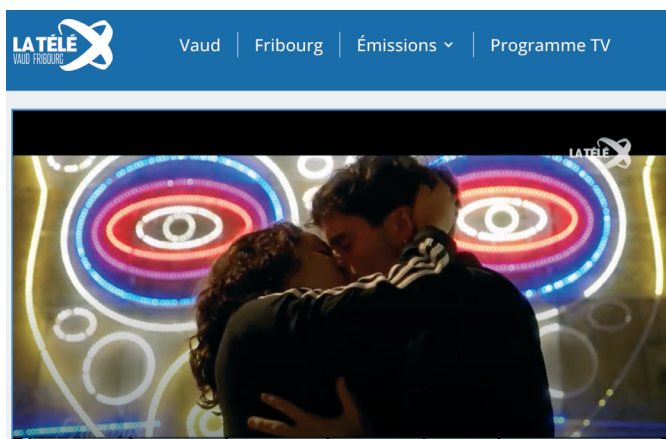 LA TÉLÉ
VAUD FRIBOURG
Vaud
Fribourg
Émissions
Programme TV
LA TÉLÉ